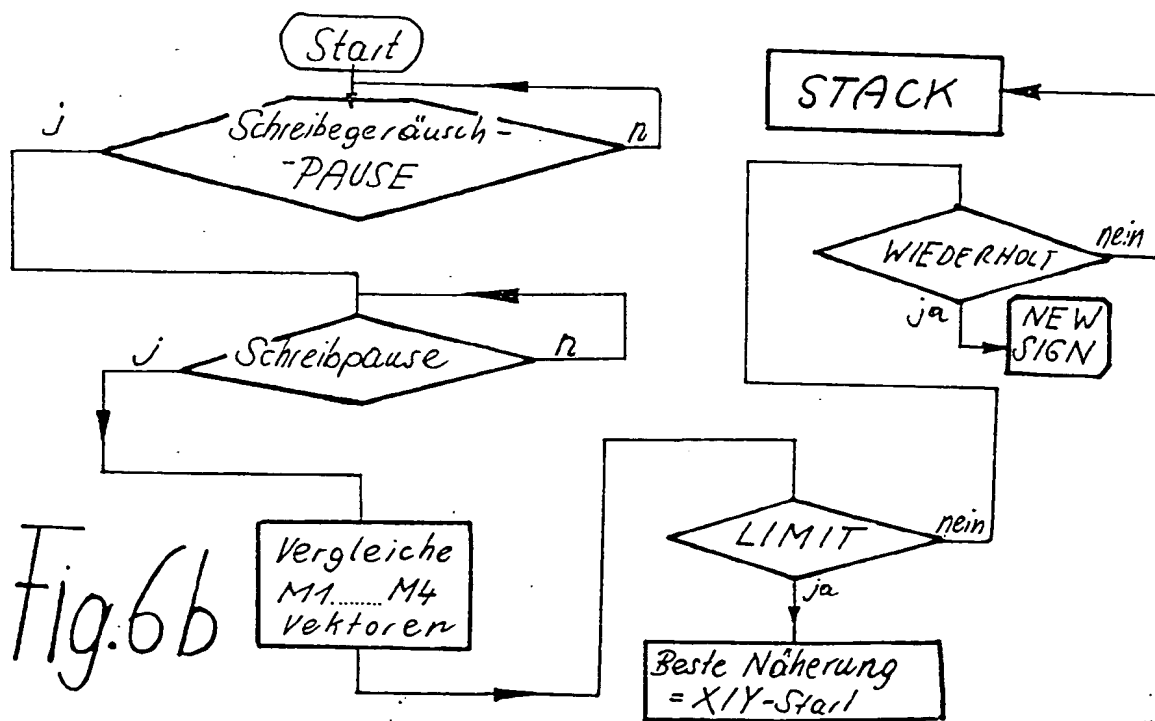 Start
j
Schreibegeräusch-
-PAUSE
n
j
Schreibpause
n
Vergleiche
M1........M4
Vektoren
LIMIT
nein
ja
Beste Näherung
= X/Y-Start
STACK
WIEDERHOLT
nein
ja
NEW
SIGN
Fig.6b